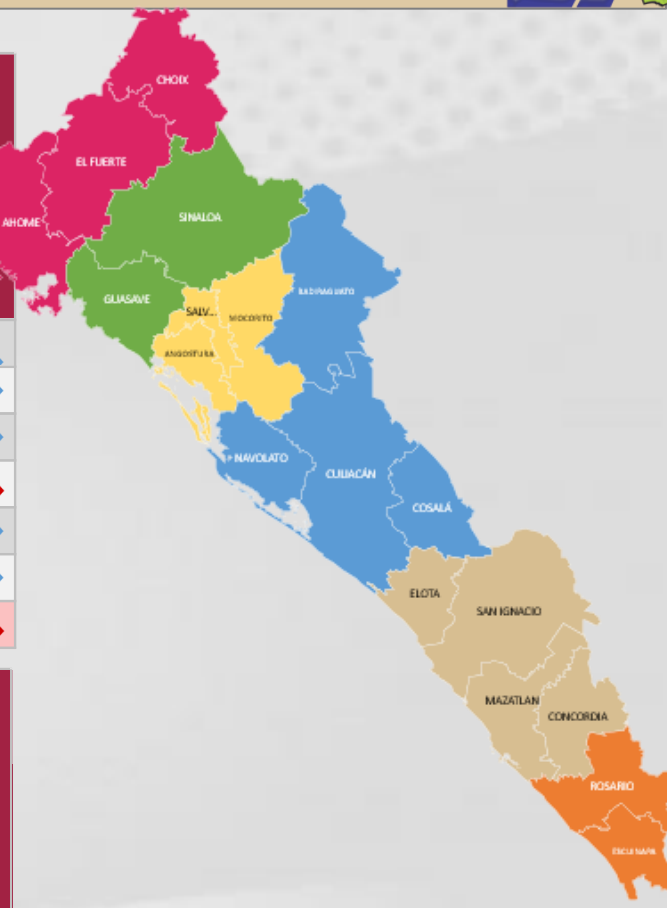 CHOIX
EL FUERTE
AHOME
SINALOA
BADIRAGUATO
GUASAVE
SALV...
MOCORITO
ANGOSTURA
NAVOLATO
CULIACÁN
COSALÁ
ELOTA
SAN IGNACIO
MAZATLAN
CONCORDIA
ROSARIO
ESCUINAPA